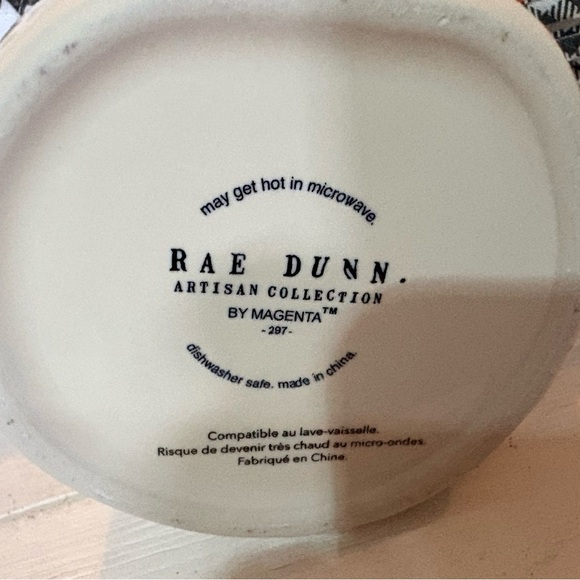 may get hot in microwave.
RAE DUNN.
ARTISAN COLLECTION
BY MAGENTA™
- 297 -
dishwasher safe. made in china.
Compatible au lave-vaisselle.
Risque de devenir très chaud au micro-ondes.
Fabriqué en Chine.